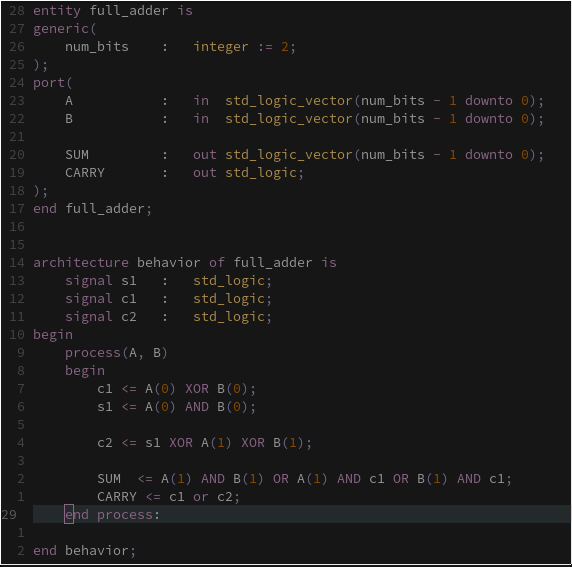 28 entity full_adder is
27 generic(
26     num_bits    :   integer := 2;
25 );
24 port(
23     A           :   in  std_logic_vector(num_bits - 1 downto 0);
22     B           :   in  std_logic_vector(num_bits - 1 downto 0);
21
20     SUM         :   out std_logic_vector(num_bits - 1 downto 0);
19     CARRY       :   out std_logic;
18 );
17 end full_adder;
16
15
14 architecture behavior of full_adder is
13     signal s1   :   std_logic;
12     signal c1   :   std_logic;
11     signal c2   :   std_logic;
10 begin
9     process(A, B)
8     begin
7         c1 <= A(0) XOR B(0);
6         s1 <= A(0) AND B(0);
5
4         c2 <= s1 XOR A(1) XOR B(1);
3
2         SUM  <= A(1) AND B(1) OR A(1) AND c1 OR B(1) AND c1;
1         CARRY <= c1 or c2;
29     end process:
1
2 end behavior;